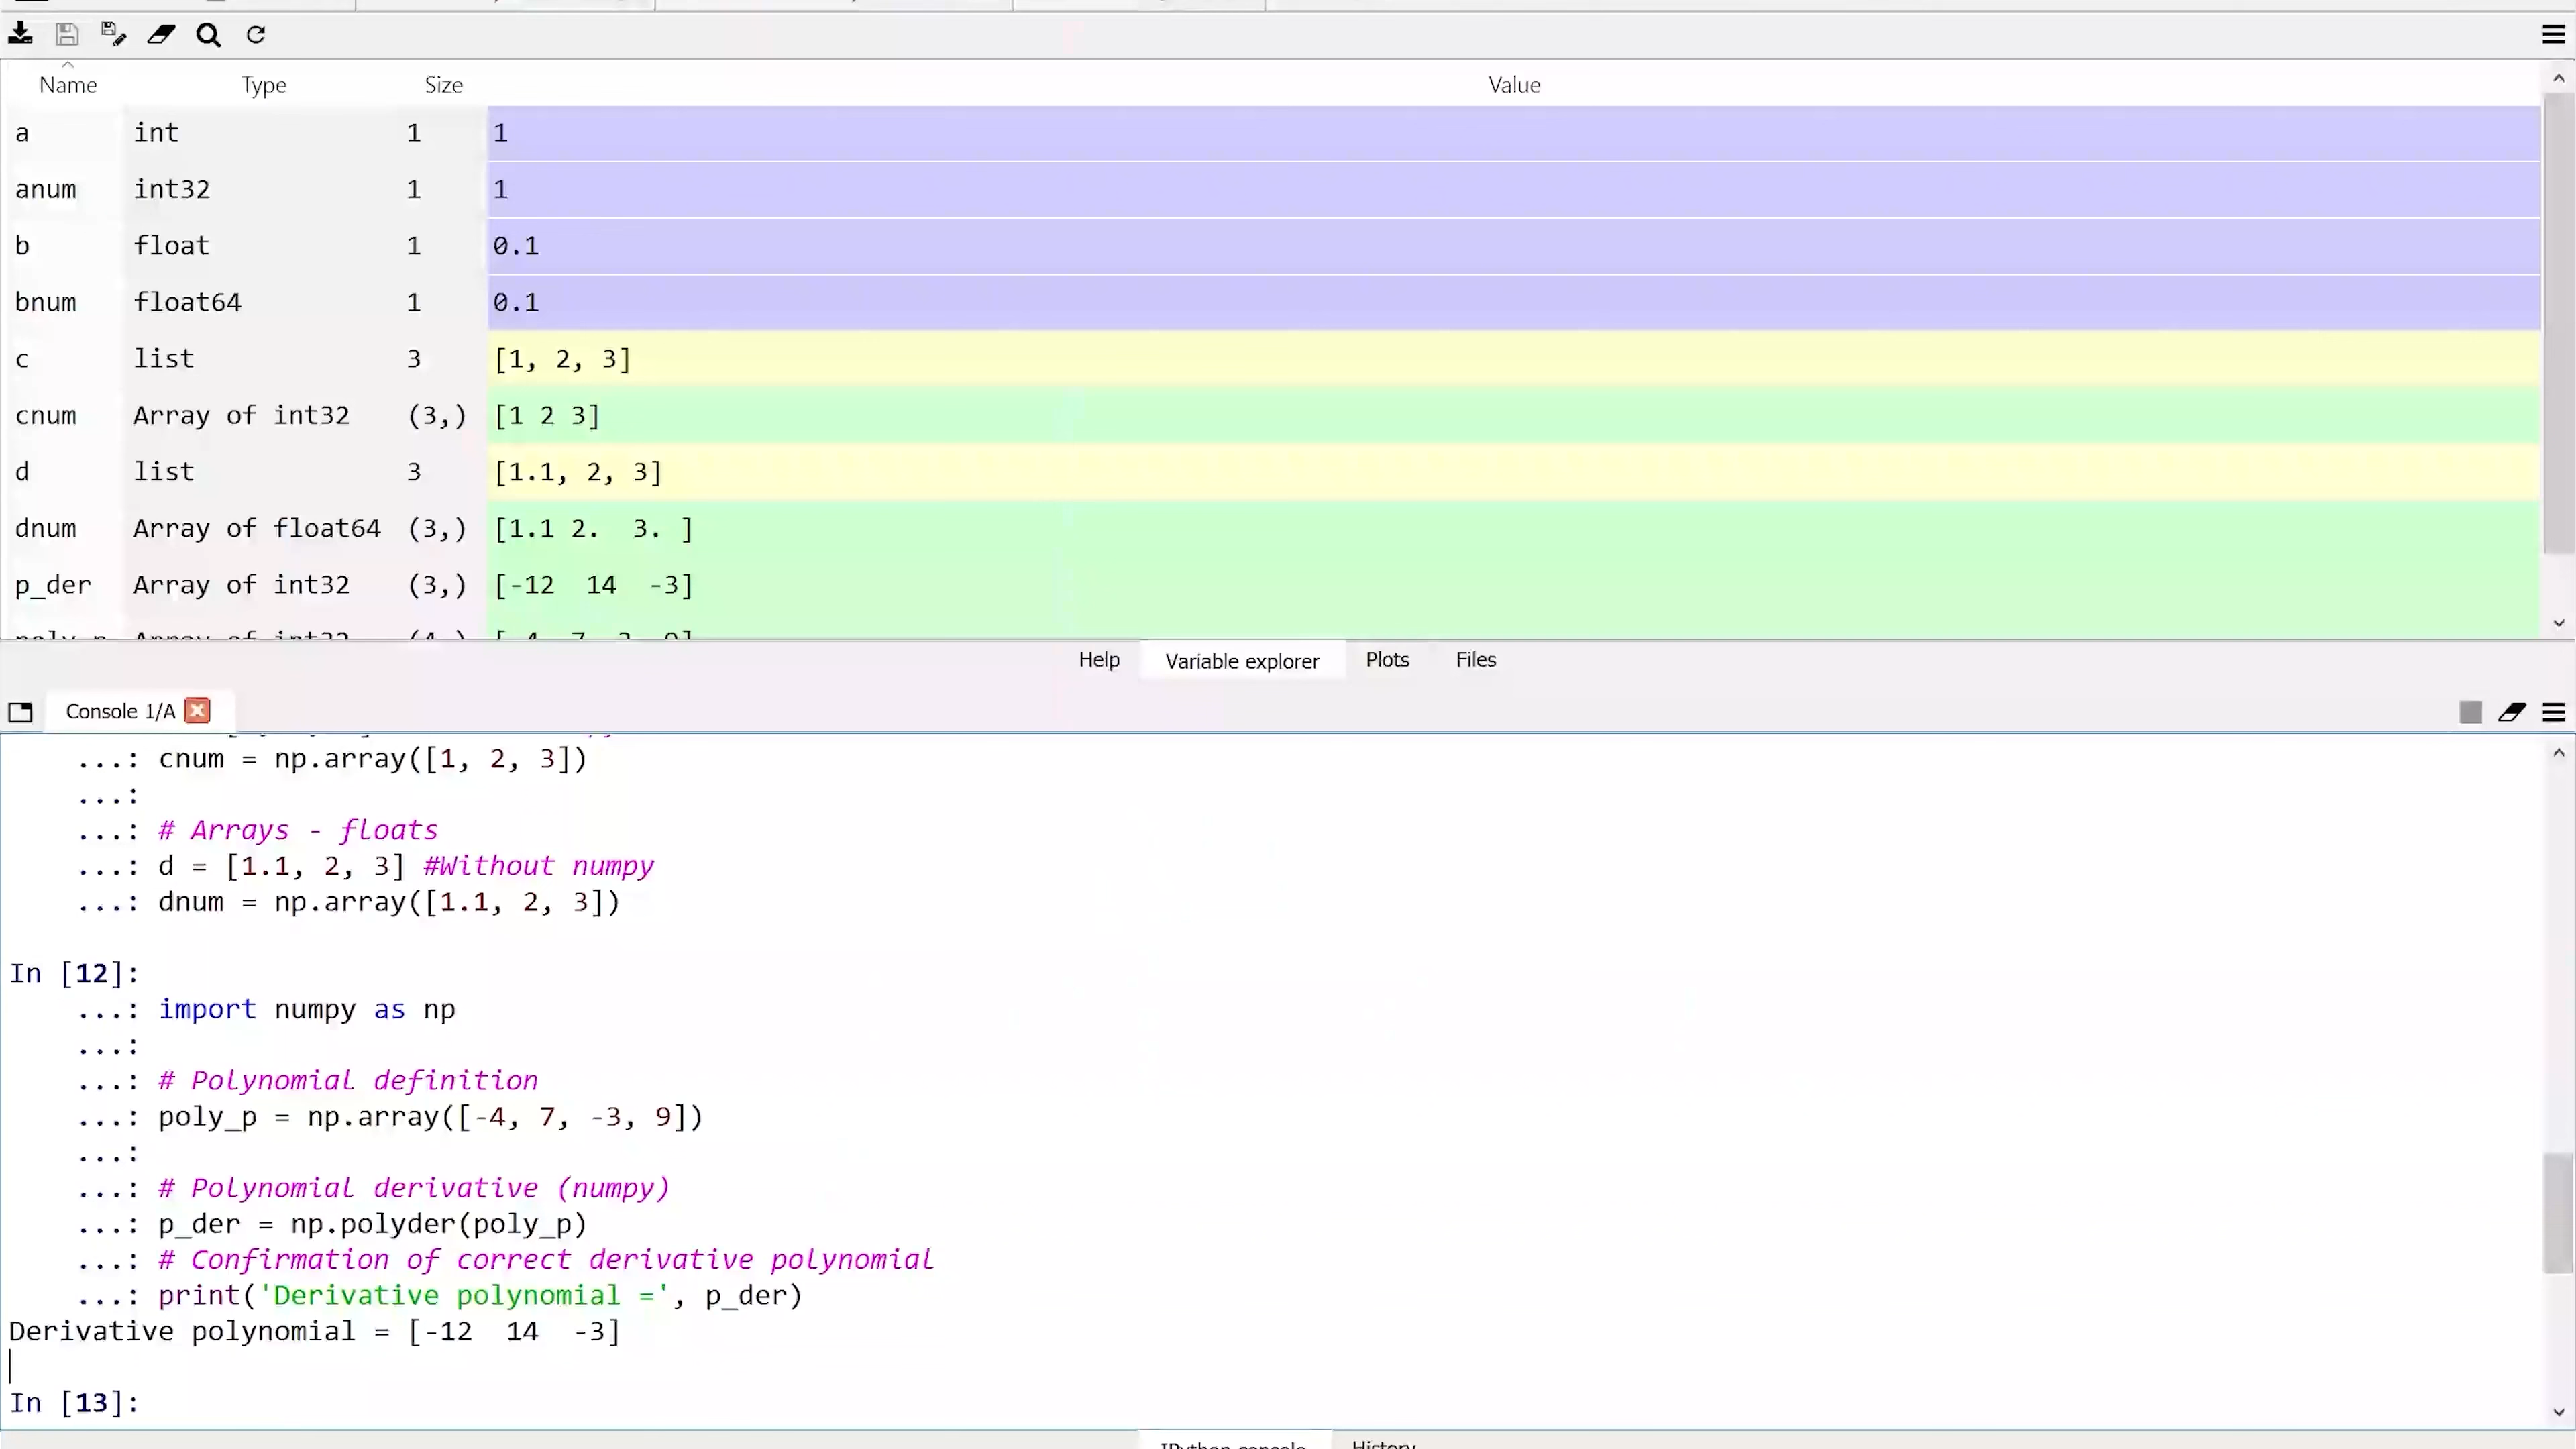 Name Type Size Value
a int 1 1
anum int32 1 1
b float 1 0.1
bnum float64 1 0.1
c list 3 [1, 2, 3]
cnum Array of int32 (3,) [1 2 3]
d list 3 [1.1, 2, 3]
dnum Array of float64 (3,) [1.1 2.  3. ]
p_der Array of int32 (3,) [-12  14  -3]
Help Variable explorer Plots Files
Console 1/A
...: cnum = np.array([1, 2, 3])
...:
...: # Arrays - floats
...: d = [1.1, 2, 3] #Without numpy
...: dnum = np.array([1.1, 2, 3])
In [12]:
...: import numpy as np
...:
...: # Polynomial definition
...: poly_p = np.array([-4, 7, -3, 9])
...:
...: # Polynomial derivative (numpy)
...: p_der = np.polyder(poly_p)
...: # Confirmation of correct derivative polynomial
...: print('Derivative polynomial =', p_der)
Derivative polynomial = [-12  14  -3]
In [13]:
IPython console History